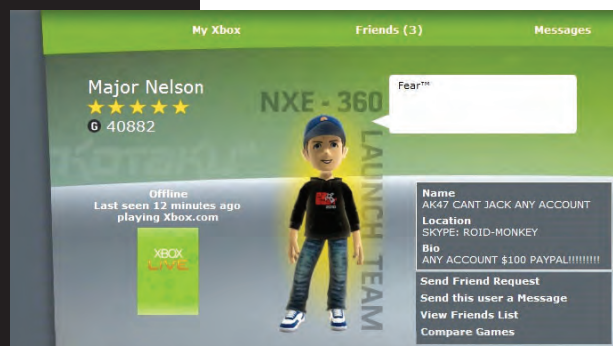 My Xbox Friends (3) Messages
Major Nelson
G 40882
Fear™
NXE - 360
LAUNCH TEAM
Offline
Last seen 12 minutes ago
playing Xbox.com
XBOX
LIVE
Name
AK47 CANT JACK ANY ACCOUNT
Location
SKYPE: ROID-MONKEY
Bio
ANY ACCOUNT $100 PAYPAL!!!!!!!!!
Send Friend Request
Send this user a Message
View Friends List
Compare Games